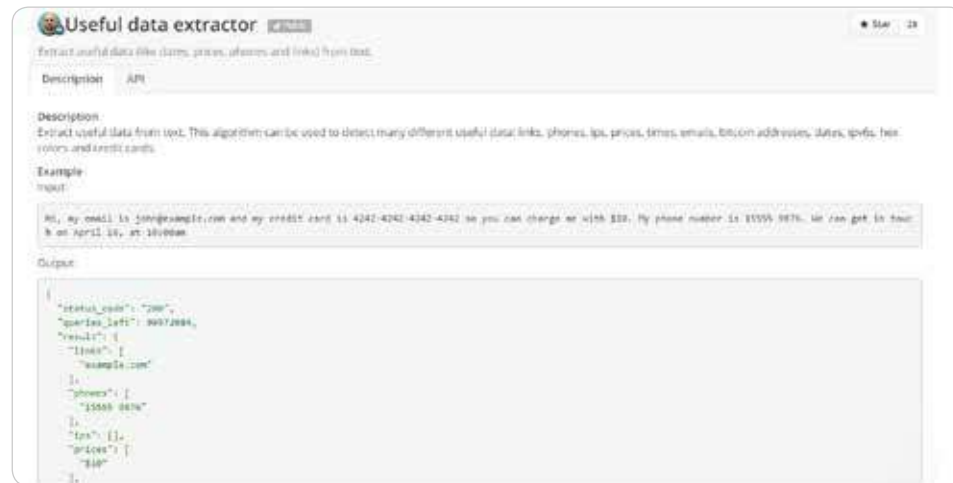 Useful data extractor
Star 28
Extract useful data (like dates, prices, phones and links) from text.
Description API
Description
Extract useful data from text. This algorithm can be used to detect many different useful data: links, phones, ips, prices, times, emails, bitcoin addresses, dates, ipv6s, hex
colors and credit cards.
Example
Input:
Hi, my email is john@example.com and my credit card is 4242-4242-4242-4242 so you can charge me with $10. My phone number is 15555 9876. We can get in touc
h on April 16, at 10:00am
Output:
{
"status_code": "200",
"queries_left":
"result": {
"links": [
"example.com"
],
"phones": [
"15555 9876"
],
"ips": [],
"prices": [
"$10"
],